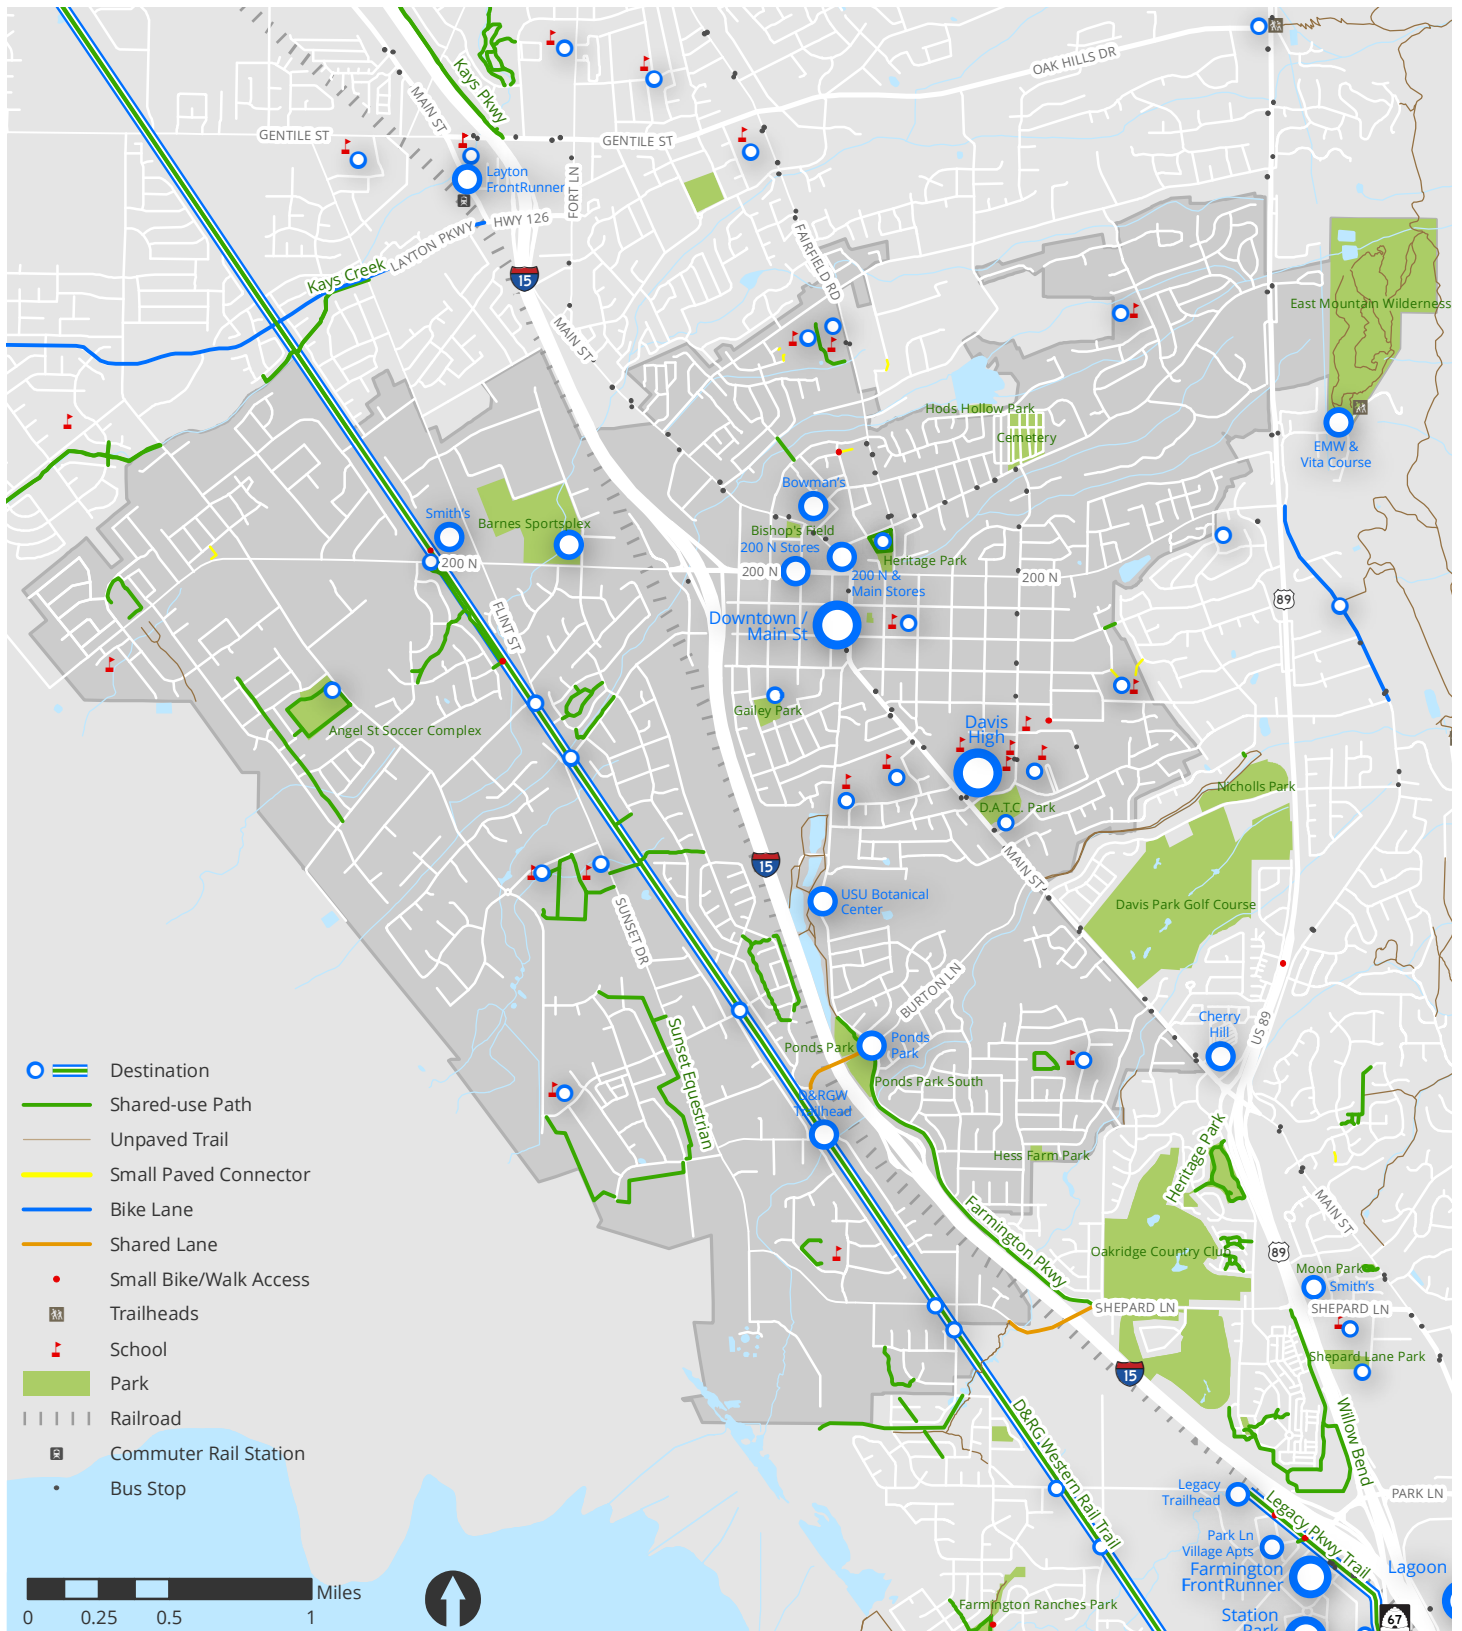 OAK HILLS DR
Kays Pkwy
MAIN ST
GENTILE ST
GENTILE ST
Layton
FrontRunner
FORT LN
HWY 126
LAYTON PKWY
Kays Creek
FAIRFIELD RD
15
MAIN ST
East Mountain Wilderness
Hods Hollow Park
Cemetery
EMW &
Vita Course
Bowman's
Smith's
Barnes Sportsplex
Bishop's Field
200 N Stores
Heritage Park
200 N
200 N
200 N &
Main Stores
200 N
89
FLINT ST
Downtown /
Main St
Gailey Park
Angel St Soccer Complex
Davis
High
Nicholls Park
D.A.T.C. Park
15
MAIN ST
USU Botanical
Center
Davis Park Golf Course
SUNSET DR
BURTON LN
Cherry
Hill
US 89
Sunset Equestrian
Ponds Park
Ponds
Park
Ponds Park South
D&RGW
Trailhead
Heritage Park
Hess Farm Park
Farmington Pkwy
MAIN ST
Oakridge Country Club
89
Moon Park
Smith's
SHEPARD LN
SHEPARD LN
Shepard Lane Park
15
D&RG Western Rail Trail
Willow Bend
Legacy
Trailhead
PARK LN
Legacy Pkwy Trail
Park Ln
Village Apts
Farmington
FrontRunner
Lagoon
Farmington Ranches Park
Station
Park
67
Destination
Shared-use Path
Unpaved Trail
Small Paved Connector
Bike Lane
Shared Lane
Small Bike/Walk Access
Trailheads
School
Park
Railroad
Commuter Rail Station
Bus Stop
Miles
0 0.25 0.5 1